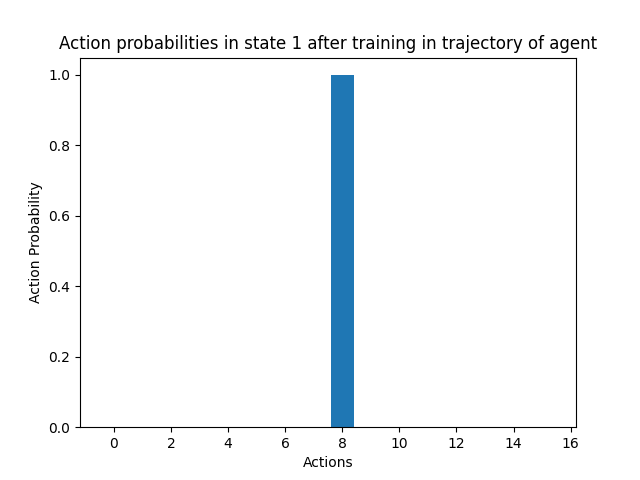 Action probabilities in state 1 after training in trajectory of agent
1.0
0.8
0.6
0.4
0.2
0.0
Action Probability
0 2 4 6 8 10 12 14 16
Actions